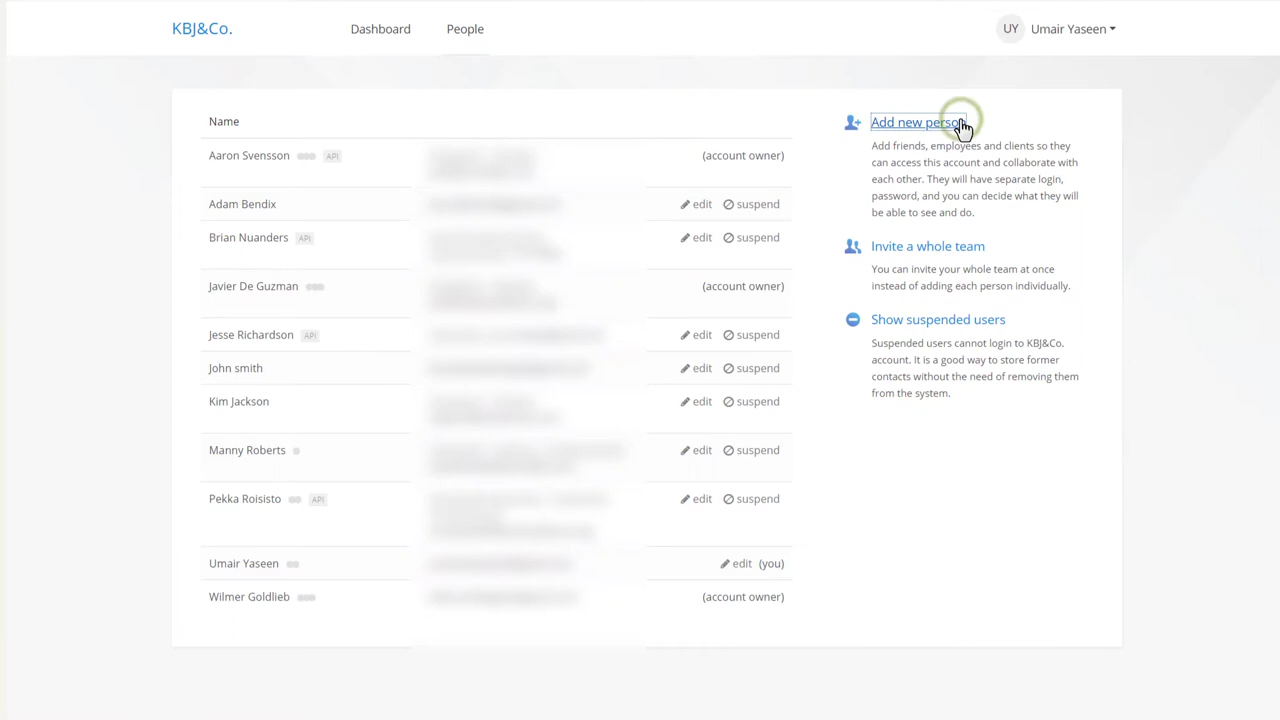 KBJ&Co.
Dashboard
People
UY
Umair Yaseen
Name
Aaron Svensson API (account owner)
Adam Bendix edit suspend
Brian Nuanders API edit suspend
Javier De Guzman (account owner)
Jesse Richardson API edit suspend
John smith edit suspend
Kim Jackson edit suspend
Manny Roberts edit suspend
Pekka Roisisto API edit suspend
Umair Yaseen edit (you)
Wilmer Goldlieb (account owner)
Add new person
Add friends, employees and clients so they
can access this account and collaborate with
each other. They will have separate login,
password, and you can decide what they will
be able to see and do.
Invite a whole team
You can invite your whole team at once
instead of adding each person individually.
Show suspended users
Suspended users cannot login to KBJ&Co.
account. It is a good way to store former
contacts without the need of removing them
from the system.